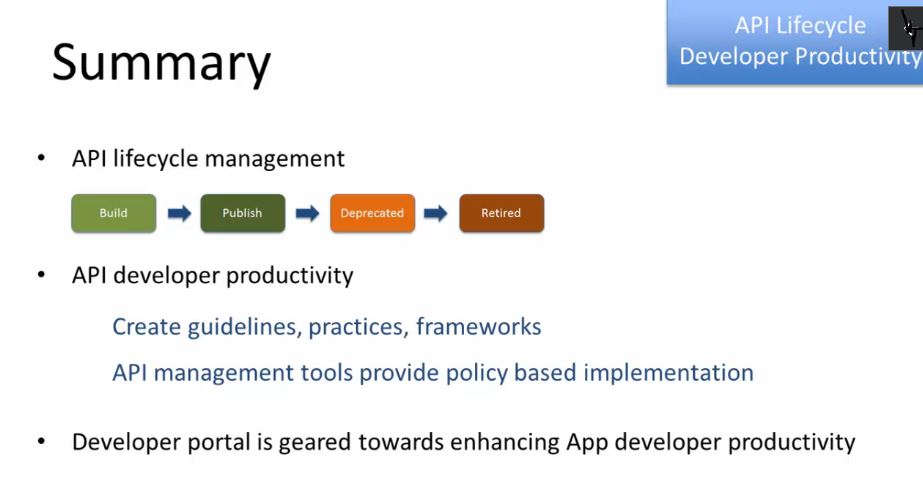 API Lifecycle
Developer Productivity
Summary
• API lifecycle management
Build Publish Deprecated Retired
• API developer productivity
Create guidelines, practices, frameworks
API management tools provide policy based implementation
• Developer portal is geared towards enhancing App developer productivity